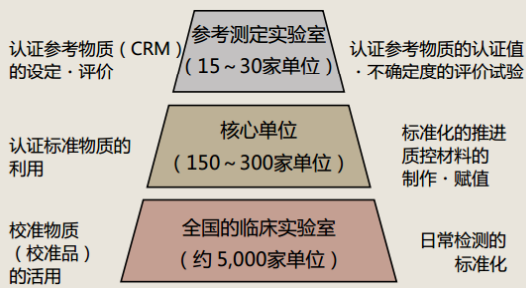 认证参考物质（CRM）
的设定・评价
参考测定实验室
（15～30家单位）
认证参考物质的认证值
・不确定度的评价试验
认证标准物质的
利用
核心单位
（150～300家单位）
标准化的推进
质控材料的
制作・赋值
校准物质
（校准品）
的活用
全国的临床实验室
（约 5,000家单位）
日常检测的
标准化